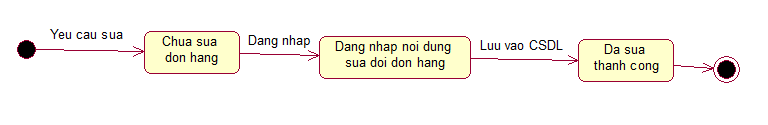 Yeu cau sua
Chua sua
don hang
Dang nhap
Dang nhap noi dung
sua doi don hang
Luu vao CSDL
Da sua
thanh cong